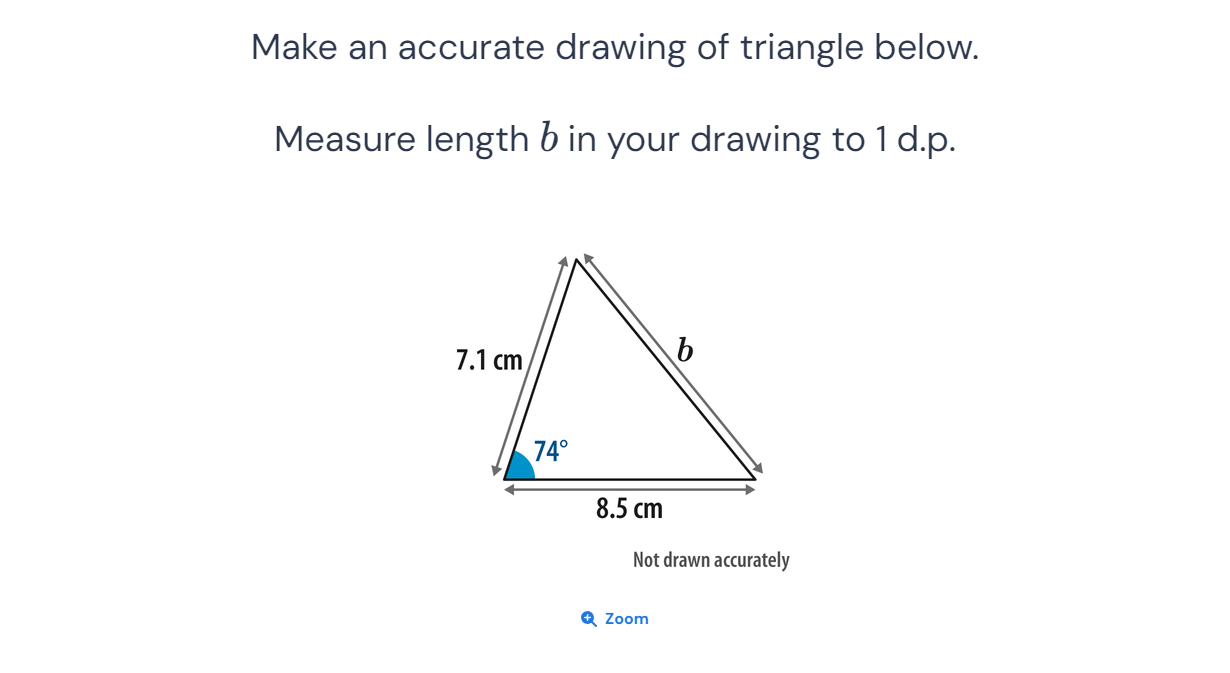 Make an accurate drawing of triangle below.
Measure length b in your drawing to 1 d.p.
b
7.1 cm
74°
8.5 cm
Not drawn accurately
Zoom